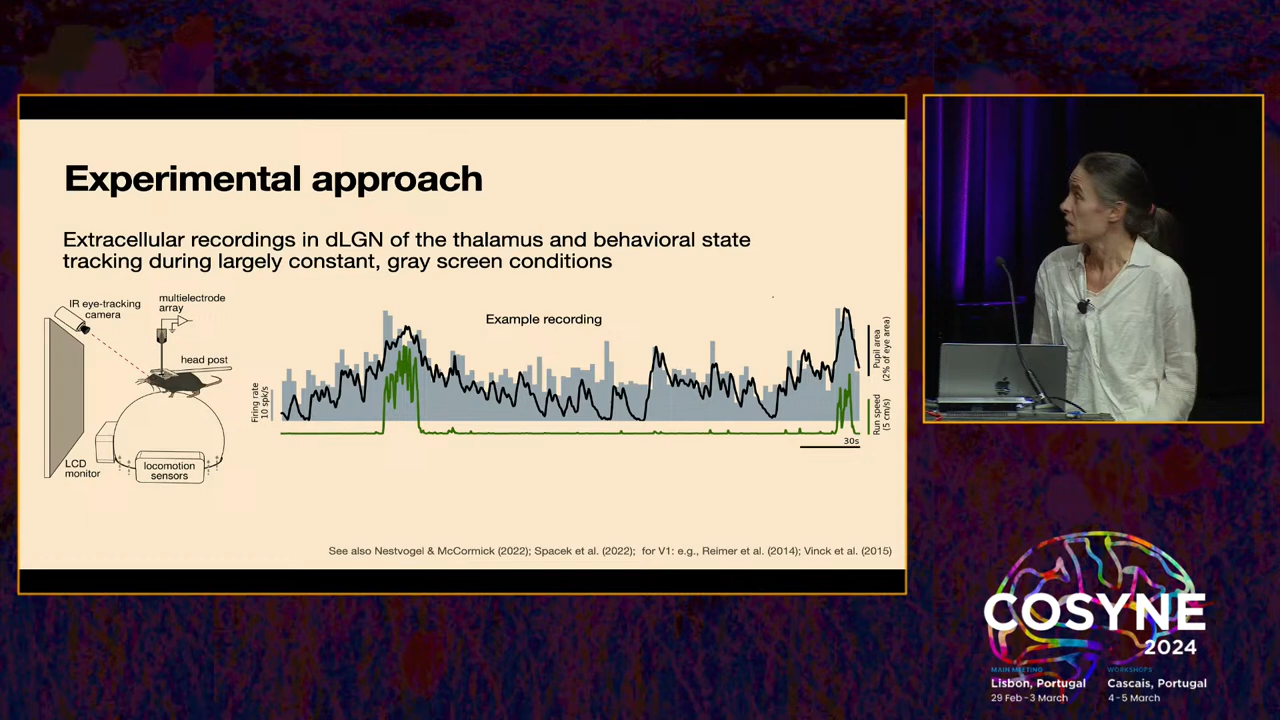 Experimental approach
Extracellular recordings in dLGN of the thalamus and behavioral state
tracking during largely constant, gray screen conditions
IR eye-tracking
camera
multielectrode
array
head post
LCD
monitor
locomotion
sensors
Example recording
Firing rate
10 spk/s
Pupil area
(2% of eye area)
Run speed
(5 cm/s)
30s
See also Nestvogel & McCormick (2022); Spacek et al. (2022);  for V1: e.g., Reimer et al. (2014); Vinck et al. (2015)
COSYNE
2024
MAIN MEETING
Lisbon, Portugal
29 Feb - 3 March
WORKSHOPS
Cascais, Portugal
4 - 5 March